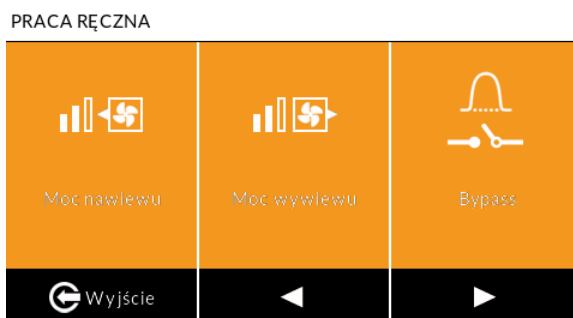 PRACA RĘCZNA
Moc nawiewu
Moc wywiewu
Bypass
Wyjście